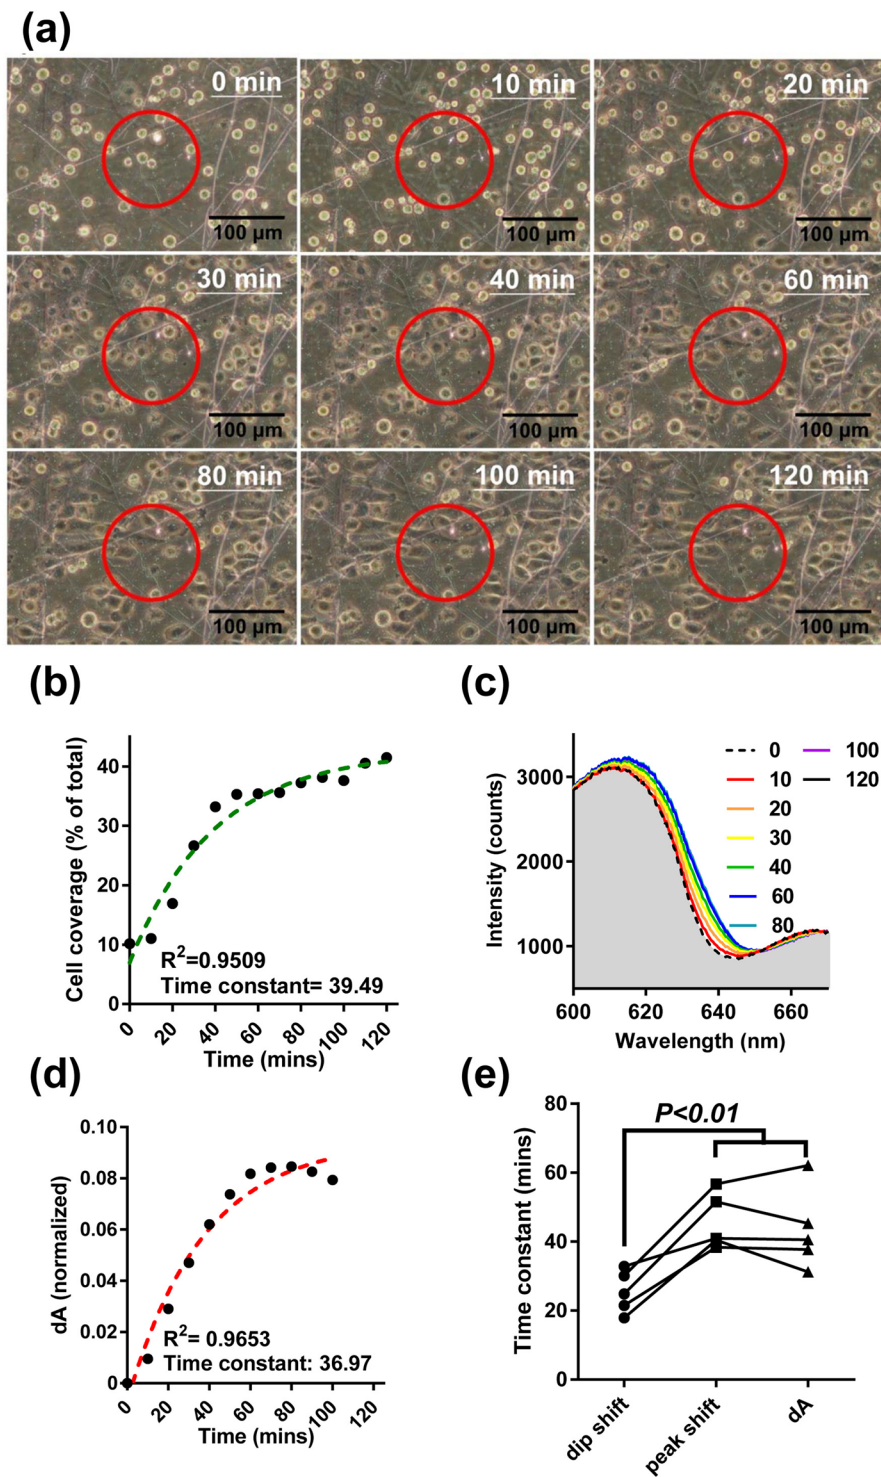 (a)
0 min
10 min
20 min
100 µm
100 µm
100 µm
30 min
40 min
60 min
100 µm
100 µm
100 µm
80 min
100 min
120 min
100 µm
100 µm
100 µm
(b)
Cell coverage (% of total)
40
30
20
10
0
R²=0.9509
Time constant= 39.49
0
20
40
60
80
100
120
Time (mins)
(c)
Intensity (counts)
3000
2000
1000
0
10
20
30
40
60
80
100
120
600
620
640
660
Wavelength (nm)
(d)
dA (normalized)
0.10
0.08
0.06
0.04
0.02
0
R²= 0.9653
Time constant: 36.97
0
20
40
60
80
100
120
Time (mins)
(e)
Time constant (mins)
80
60
40
20
0
P<0.01
dip shift
peak shift
dA